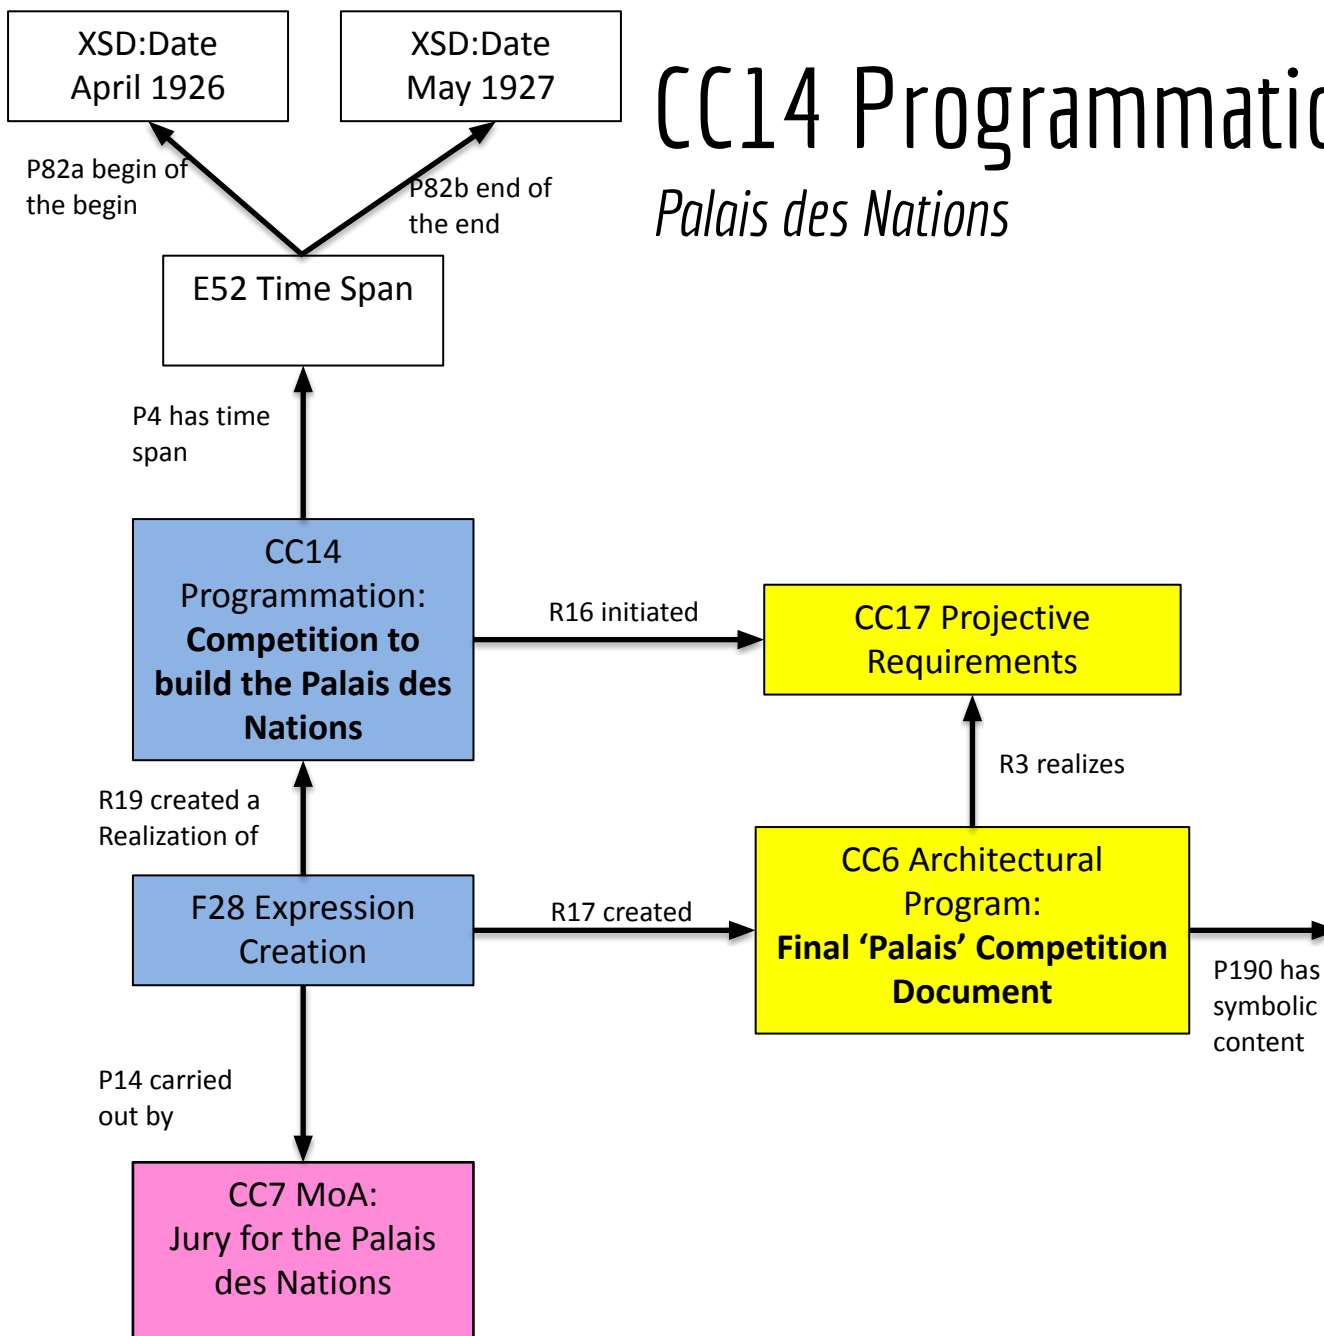 XSD:Date
April 1926
XSD:Date
May 1927
CC14 Programmatio
Palais des Nations
P82a begin of
the begin
P82b end of
the end
E52 Time Span
P4 has time
span
CC14
Programmation:
Competition to
build the Palais des
Nations
R16 initiated
CC17 Projective
Requirements
R19 created a
Realization of
R3 realizes
F28 Expression
Creation
R17 created
CC6 Architectural
Program:
Final ‘Palais’ Competition
Document
P190 has
symbolic
content
P14 carried
out by
CC7 MoA:
Jury for the Palais
des Nations